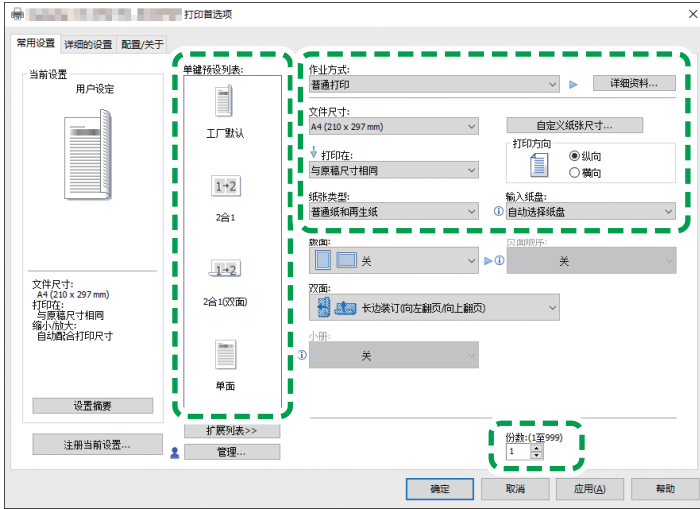 打印首选项
常用设置 详细的设置 配置/关于
当前设置
用户设定
文件尺寸:
A4 (210 x 297 mm)
打印在:
与原稿尺寸相同
缩小/放大:
自动配合打印尺寸
设置摘要
注册当前设置...
单键预设列表:
工厂默认
1→2
2合1
1→2
2合1(双面)
单面
扩展列表>>
管理...
作业方式:
普通打印
详细资料...
文件尺寸:
A4 (210 x 297 mm)
自定义纸张尺寸...
打印在:
与原稿尺寸相同
打印方向
纵向
横向
纸张类型:
普通纸和再生纸
输入纸盘:
自动选择纸盘
版面:
关
页面顺序:
关
双面:
长边装订(向左翻页/向上翻页)
小册:
关
份数:(1至999)
1
确定 取消 应用(A) 帮助